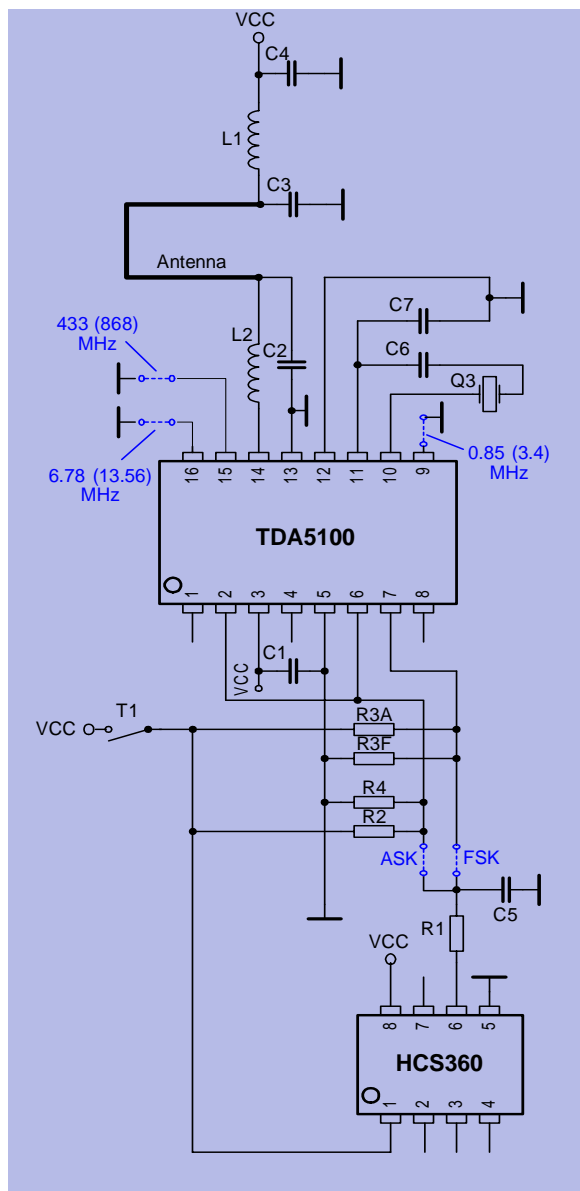 VCC
C4
L1
C3
Antenna
433 (868)
MHz
L2
C2
C7
C6
Q3
6.78 (13.56)
MHz
0.85 (3.4)
MHz
16
15
14
13
12
11
10
9
TDA5100
1
2
3
4
5
6
7
8
C1
VCC
VCC
T1
R3A
R3F
R4
R2
ASK
FSK
C5
R1
VCC
8
7
6
5
HCS360
1
2
3
4